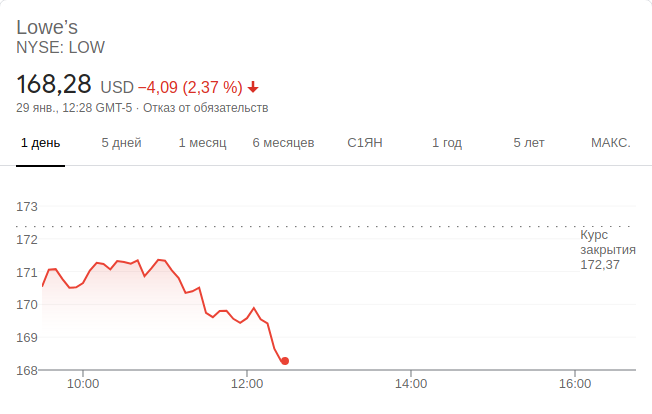 Lowe's
NYSE: LOW
168,28 USD −4,09 (2,37 %)
29 янв., 12:28 GMT-5 · Отказ от обязательств
1 день 5 дней 1 месяц 6 месяцев С1ЯН 1 год 5 лет МАКС.
173
172
171
170
169
168
Курс
закрытия
172,37
10:00 12:00 14:00 16:00